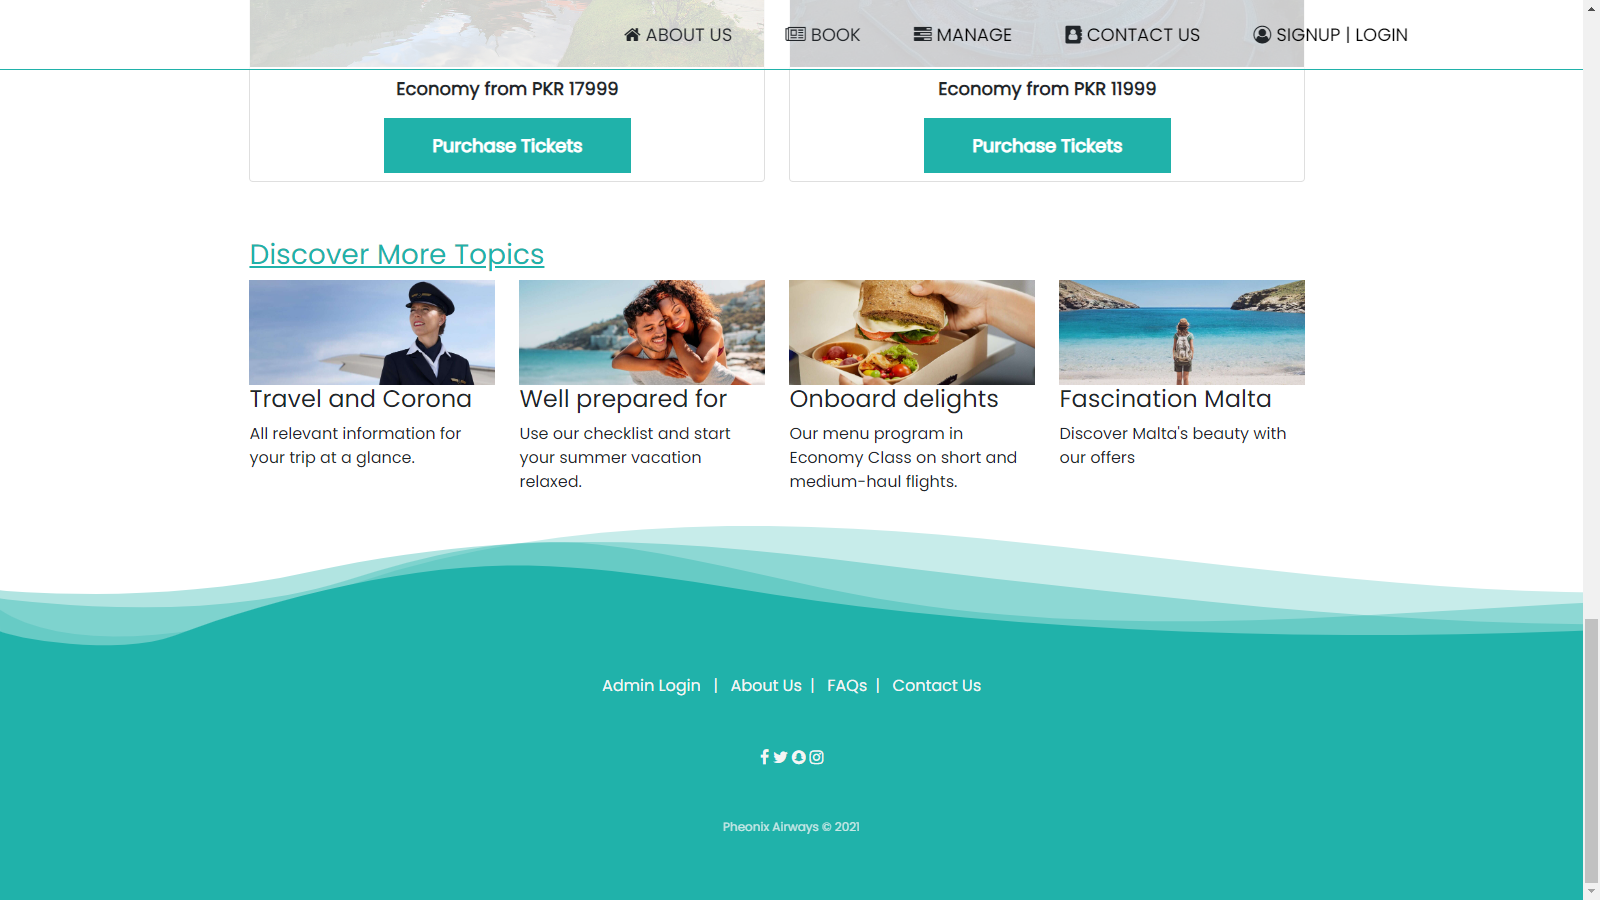 ABOUT US
BOOK
MANAGE
CONTACT US
SIGNUP | LOGIN
Economy from PKR 17999
Economy from PKR 11999
Purchase Tickets
Purchase Tickets
Discover More Topics
Travel and Corona
All relevant information for
your trip at a glance.
Well prepared for
Use our checklist and start
your summer vacation
relaxed.
Onboard delights
Our menu program in
Economy Class on short and
medium-haul flights.
Fascination Malta
Discover Malta's beauty with
our offers
Admin Login | About Us | FAQs | Contact Us
Pheonix Airways © 2021